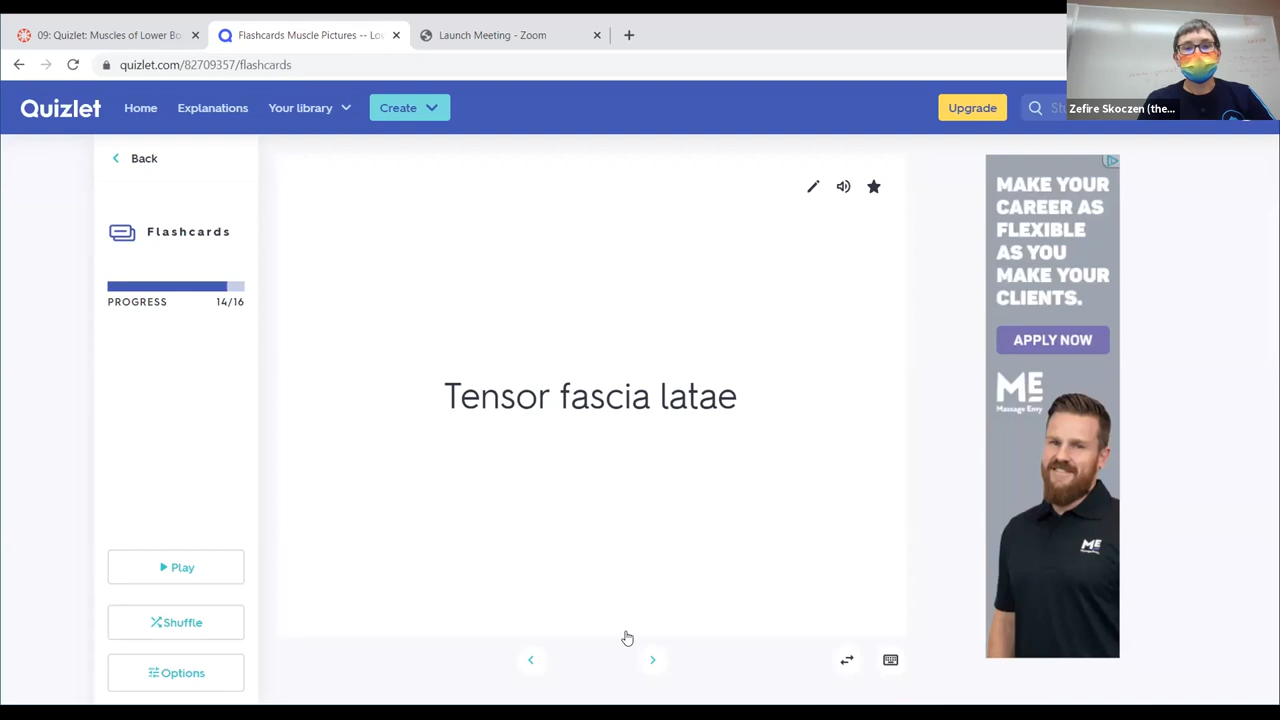 09: Quizlet: Muscles of Lower Bo
Flashcards Muscle Pictures -- Lo
Launch Meeting - Zoom
quizlet.com/82709357/flashcards
Zefire Skoczen (the...
Quizlet
Home
Explanations
Your library
Create
Upgrade
Back
Flashcards
PROGRESS 14/16
Tensor fascia latae
Play
Shuffle
Options
MAKE YOUR
CAREER AS
FLEXIBLE
AS YOU
MAKE YOUR
CLIENTS.
APPLY NOW
ME
Massage Envy
ME